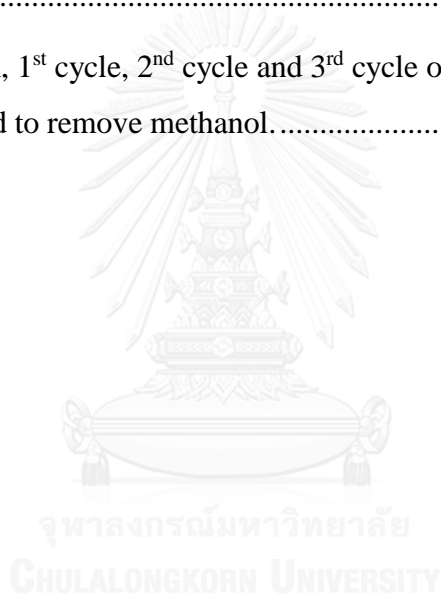 ................................................
, 1st cycle, 2nd cycle and 3rd cycle o
d to remove methanol.....................
จุฬาลงกรณ์มหาวิทยาลัย
CHULALONGKORN UNIVERSITY